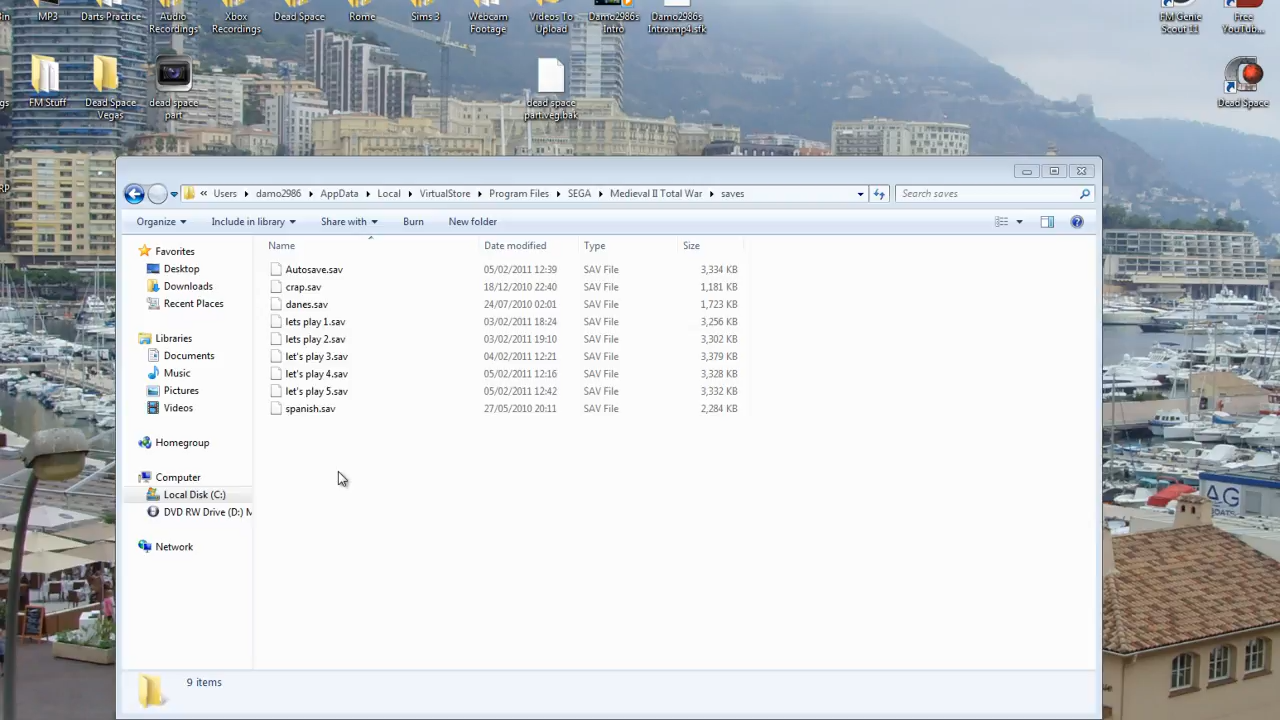 MP3
Darts Practice
Audio
Recordings
Xbox
Recordings
Dead Space
Rome
Sims 3
Webcam
Footage
Videos To
Upload
Damo2986s
Intro
Damo2986s
Intro.mp4.sfk
FM Genie
Scout 11
Free
YouTub...
FM Stuff
Dead Space
Vegas
dead space
part
dead space
part.veg.bak
Dead Space
« Users damo2986 AppData Local VirtualStore Program Files SEGA Medieval II Total War saves
Search saves
Organize Include in library Share with Burn New folder
Favorites
Desktop
Downloads
Recent Places
Libraries
Documents
Music
Pictures
Videos
Homegroup
Computer
Local Disk (C:)
DVD RW Drive (D:) M
Network
Name Date modified Type Size
Autosave.sav 05/02/2011 12:39 SAV File 3,334 KB
crap.sav 18/12/2010 22:40 SAV File 1,181 KB
danes.sav 24/07/2010 02:01 SAV File 1,723 KB
lets play 1.sav 03/02/2011 18:24 SAV File 3,256 KB
lets play 2.sav 03/02/2011 19:10 SAV File 3,302 KB
let's play 3.sav 04/02/2011 12:21 SAV File 3,379 KB
let's play 4.sav 05/02/2011 12:16 SAV File 3,328 KB
let's play 5.sav 05/02/2011 12:42 SAV File 3,332 KB
spanish.sav 27/05/2010 20:11 SAV File 2,284 KB
9 items
AG